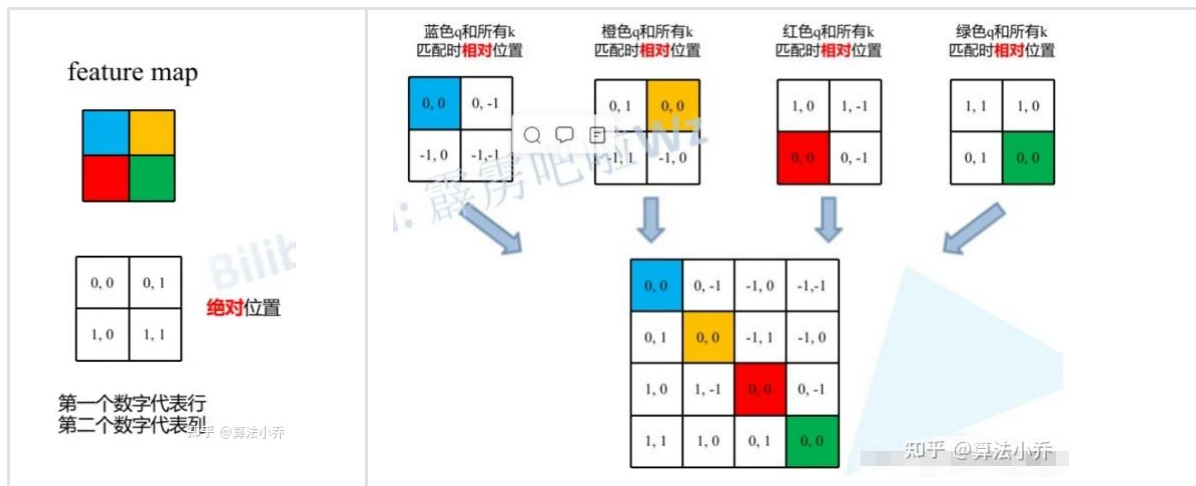 feature map
0, 0 0, 1
1, 0 1, 1
绝对位置
第一个数字代表行
第二个数字代表列
知乎 @算法小乔
Bilib
蓝色q和所有k
匹配时相对位置
橙色q和所有k
匹配时相对位置
红色q和所有k
匹配时相对位置
绿色q和所有k
匹配时相对位置
0, 0 0, -1
-1, 0 -1,-1
0, 1 0, 0
-1, 1 -1, 0
1, 0 1, -1
0, 0 0, -1
1, 1 1, 0
0, 1 0, 0
: 霹雳吧啦Wz
0, 0 0, -1 -1, 0 -1,-1
0, 1 0, 0 -1, 1 -1, 0
1, 0 1, -1 0, 0 0, -1
1, 1 1, 0 0, 1 0, 0
知乎 @算法小乔